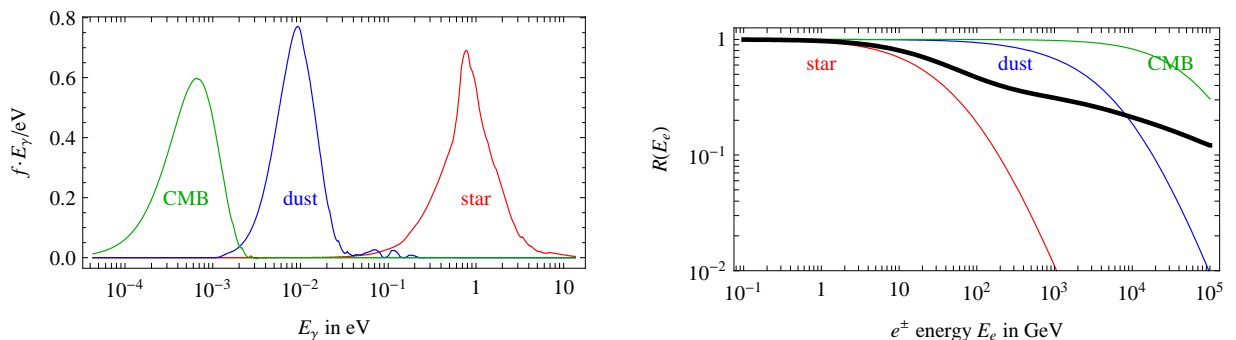 f·E_γ/eV
0.8
0.6
0.4
0.2
0.0
CMB
dust
star
10^-4
10^-3
10^-2
10^-1
1
10
E_γ in eV
R(E_e)
1
10^-1
10^-2
star
dust
CMB
10^-1
1
10
10^2
10^3
10^4
10^5
e^± energy E_e in GeV